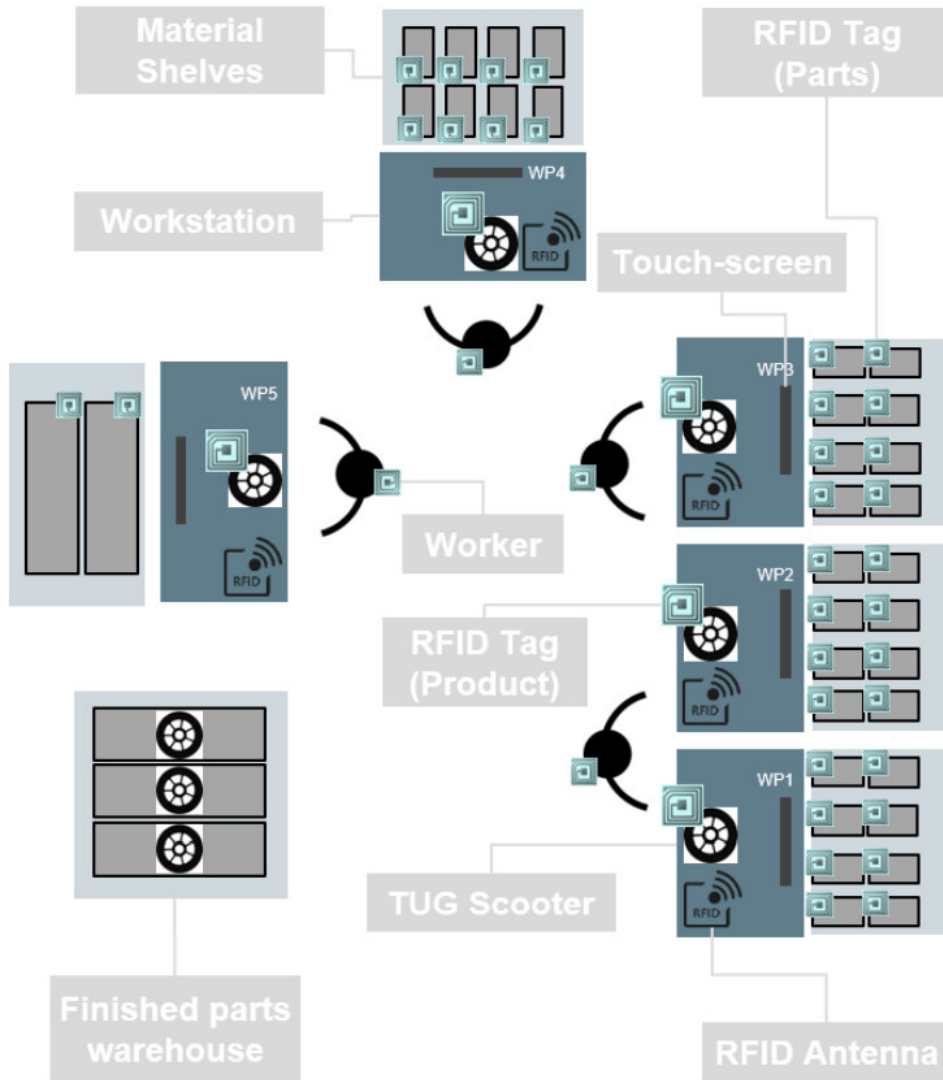 Material
Shelves
RFID Tag
(Parts)
WP4
Workstation
RFID
Touch-screen
WP3
WP5
RFID
RFID
Worker
WP2
RFID Tag
(Product)
RFID
WP1
TUG Scooter
RFID
Finished parts
warehouse
RFID Antenna